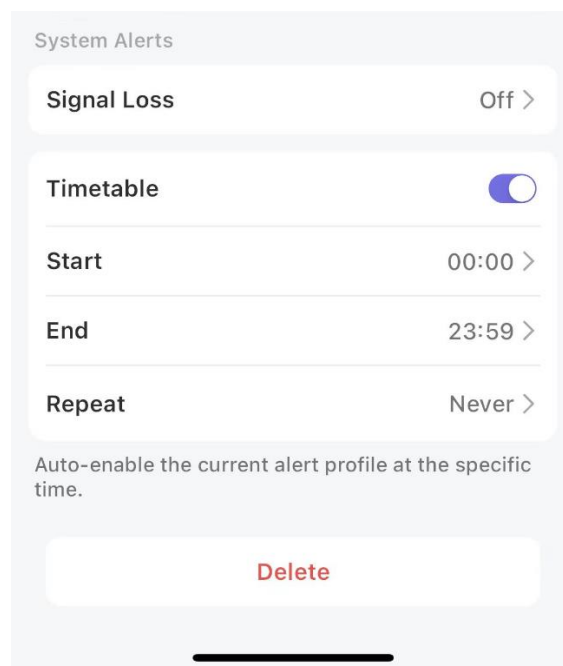 System Alerts
Signal Loss Off
Timetable
Start 00:00
End 23:59
Repeat Never
Auto-enable the current alert profile at the specific
time.
Delete